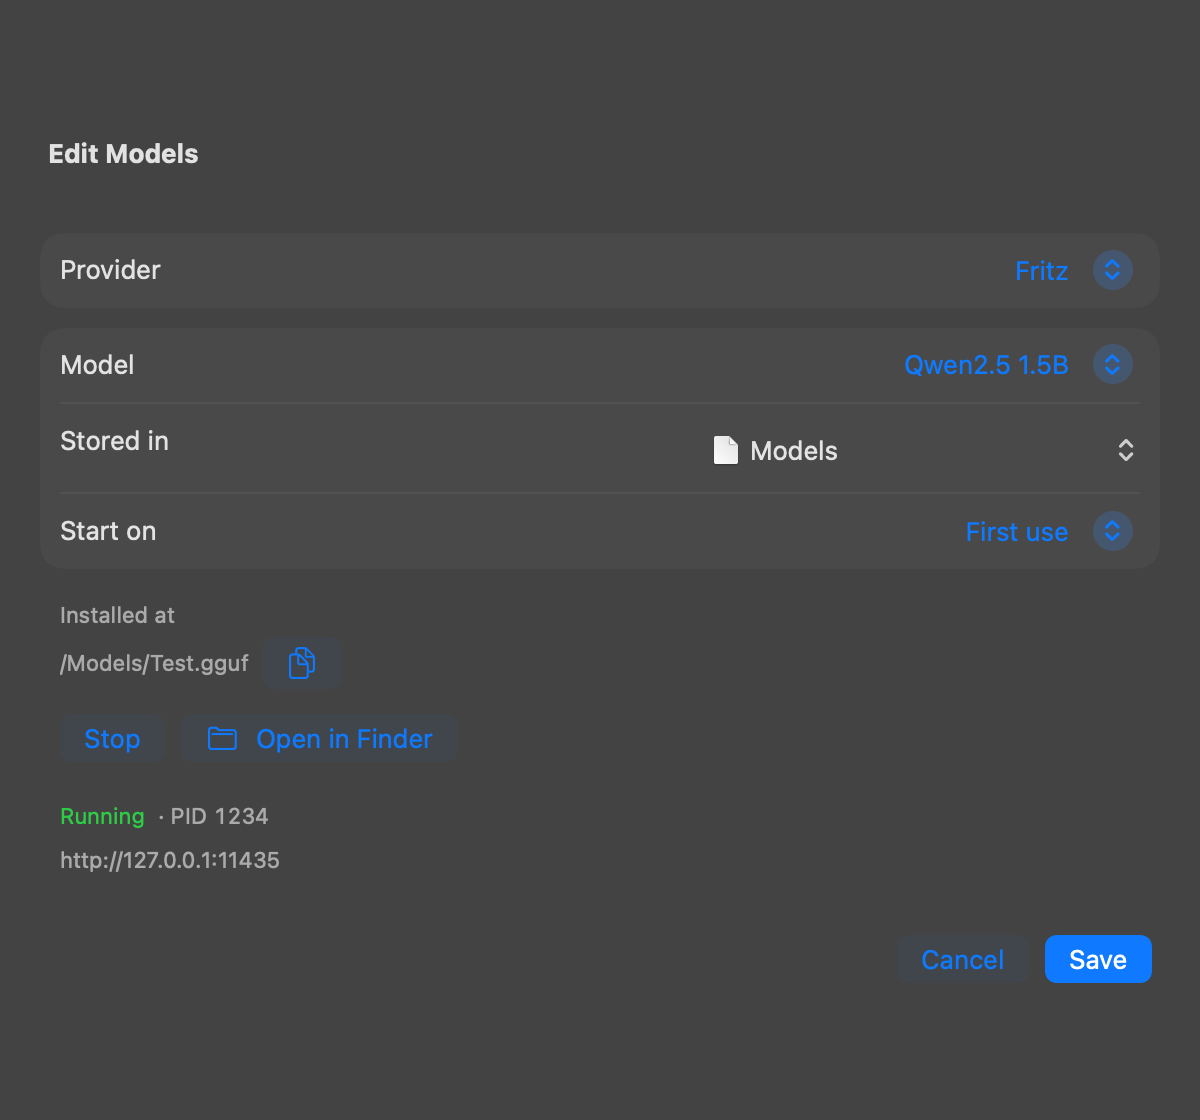 Edit Models
Provider Fritz
Model Qwen2.5 1.5B
Stored in Models
Start on First use
Installed at
/Models/Test.gguf
Stop Open in Finder
Running · PID 1234
http://127.0.0.1:11435
Cancel Save